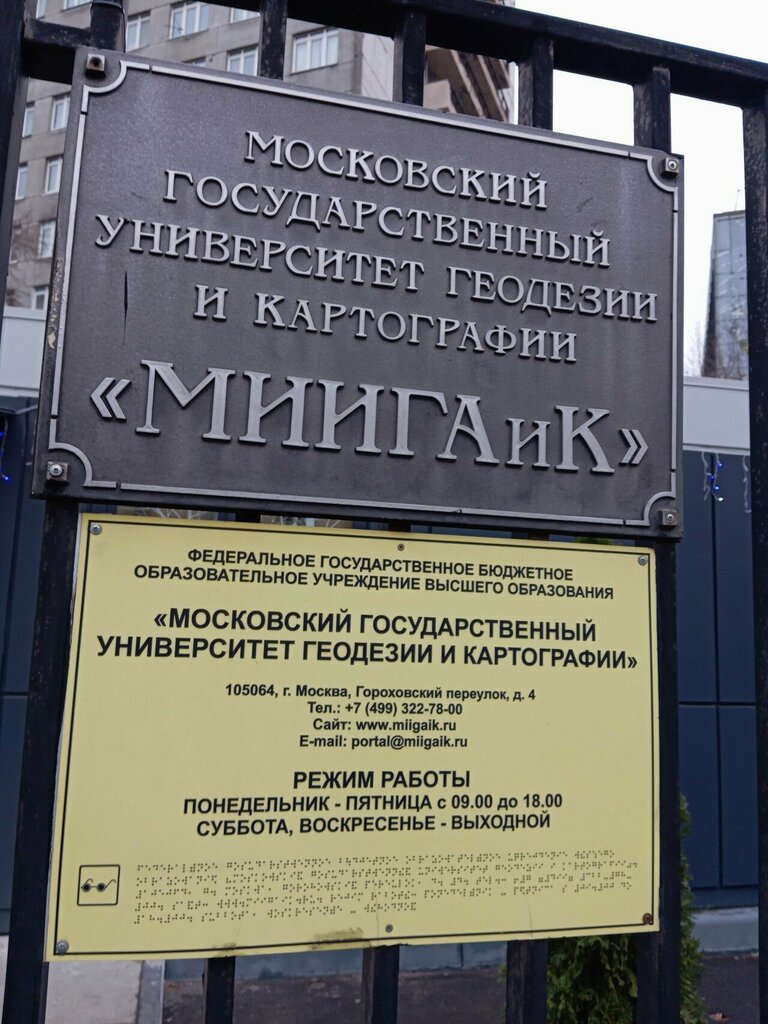 МОСКОВСКИЙ
ГОСУДАРСТВЕННЫЙ
УНИВЕРСИТЕТ ГЕОДЕЗИИ
И КАРТОГРАФИИ
«МИИГАиК»
ФЕДЕРАЛЬНОЕ ГОСУДАРСТВЕННОЕ БЮДЖЕТНОЕ
ОБРАЗОВАТЕЛЬНОЕ УЧРЕЖДЕНИЕ ВЫСШЕГО ОБРАЗОВАНИЯ
«МОСКОВСКИЙ ГОСУДАРСТВЕННЫЙ
УНИВЕРСИТЕТ ГЕОДЕЗИИ И КАРТОГРАФИИ»
105064, г. Москва, Гороховский переулок, д. 4
Тел.: +7 (499) 322-78-00
Сайт: www.miigaik.ru
E-mail: portal@miigaik.ru
РЕЖИМ РАБОТЫ
ПОНЕДЕЛЬНИК - ПЯТНИЦА с 09.00 до 18.00
СУББОТА, ВОСКРЕСЕНЬЕ - ВЫХОДНОЙ